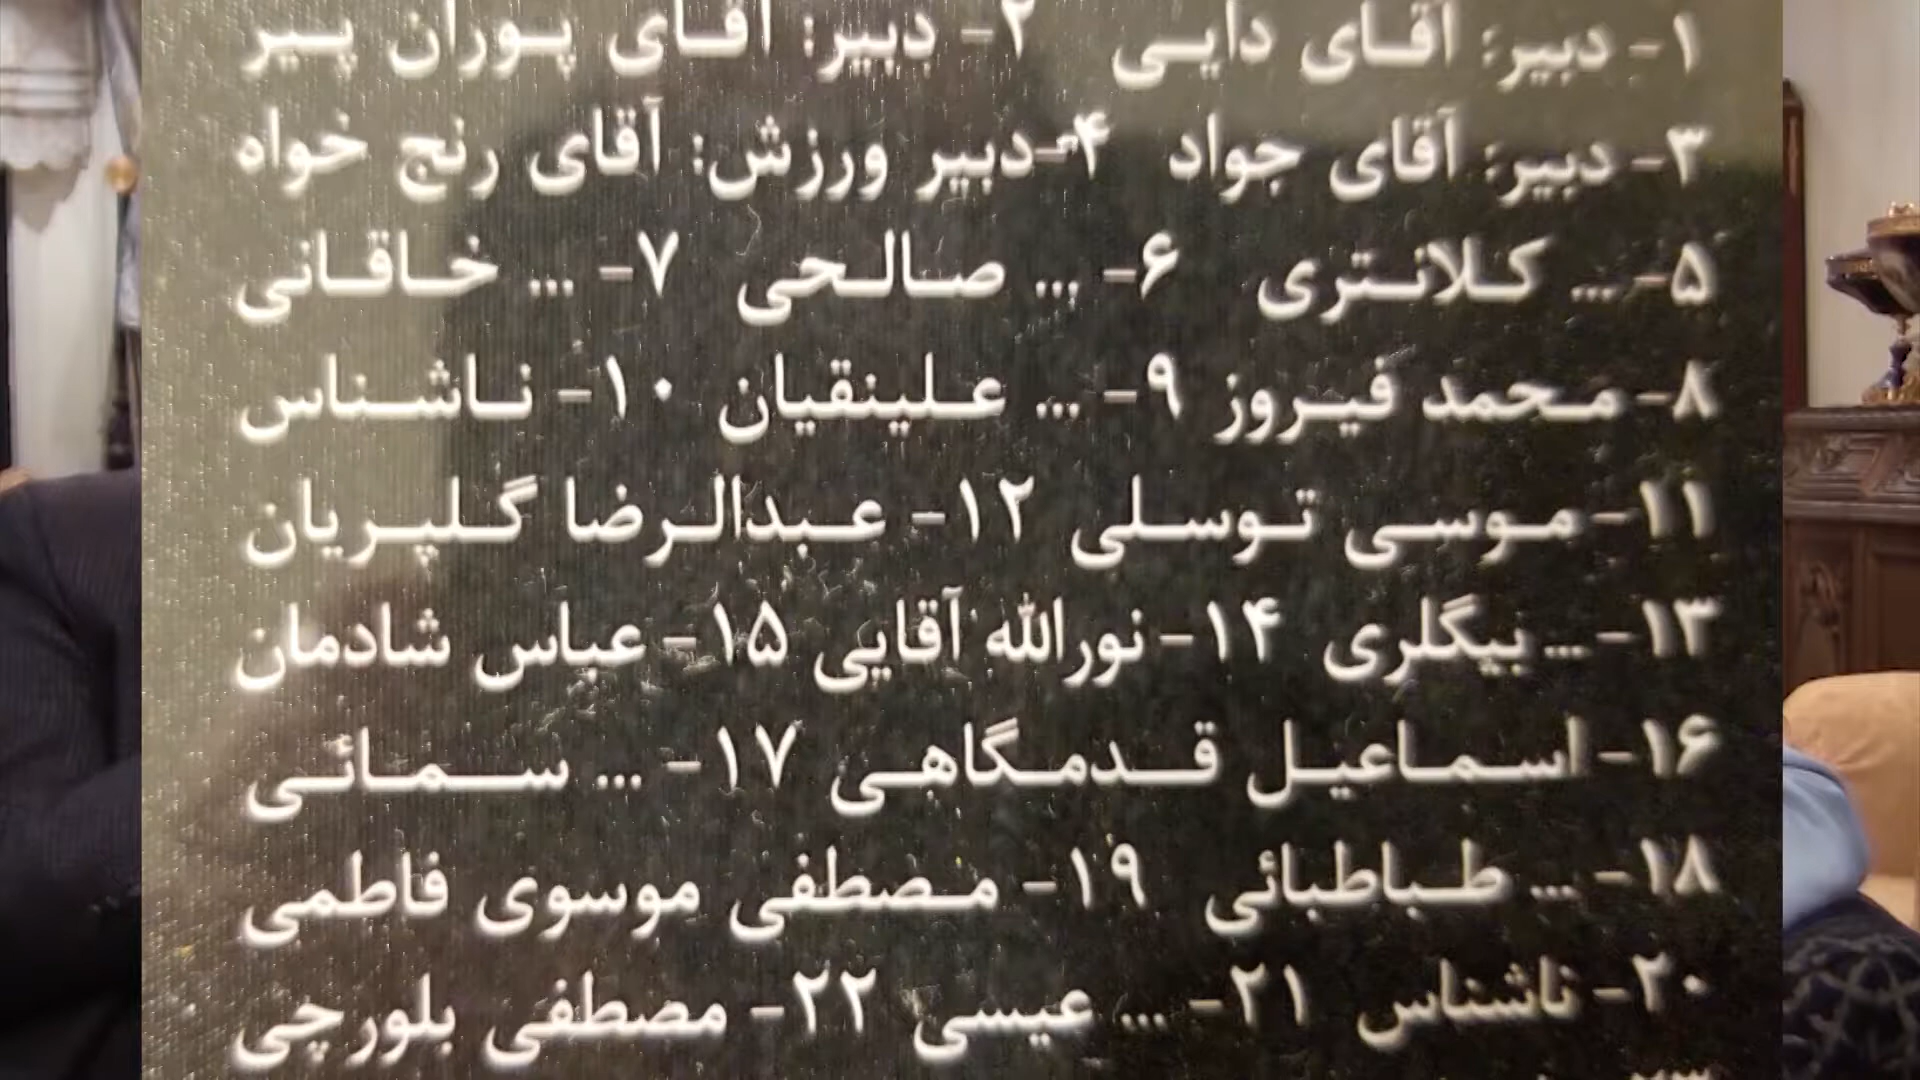 ۱- دبیر: آقای دایی ۲- دبیر: آقای پوران پیر
۳- دبیر: آقای جواد ۴- دبیر ورزش: آقای رنج خواه
۵- ... کلانتری ۶- ... صالحی ۷- ... خاقانی
۸- محمد فیروز ۹- ... علینقیان ۱۰- ناشناس
۱۱- موسی توسلی ۱۲- عبدالرضا گلپریان
۱۳- ... بیگلری ۱۴- نورالله آقایی ۱۵- عباس شادمان
۱۶- اسماعیل قدمگاهی ۱۷- ... سمائی
۱۸- ... طباطبائی ۱۹- مصطفی موسوی فاطمی
۲۰- ناشناس ۲۱- ... عیسی ۲۲- مصطفی بلورچی